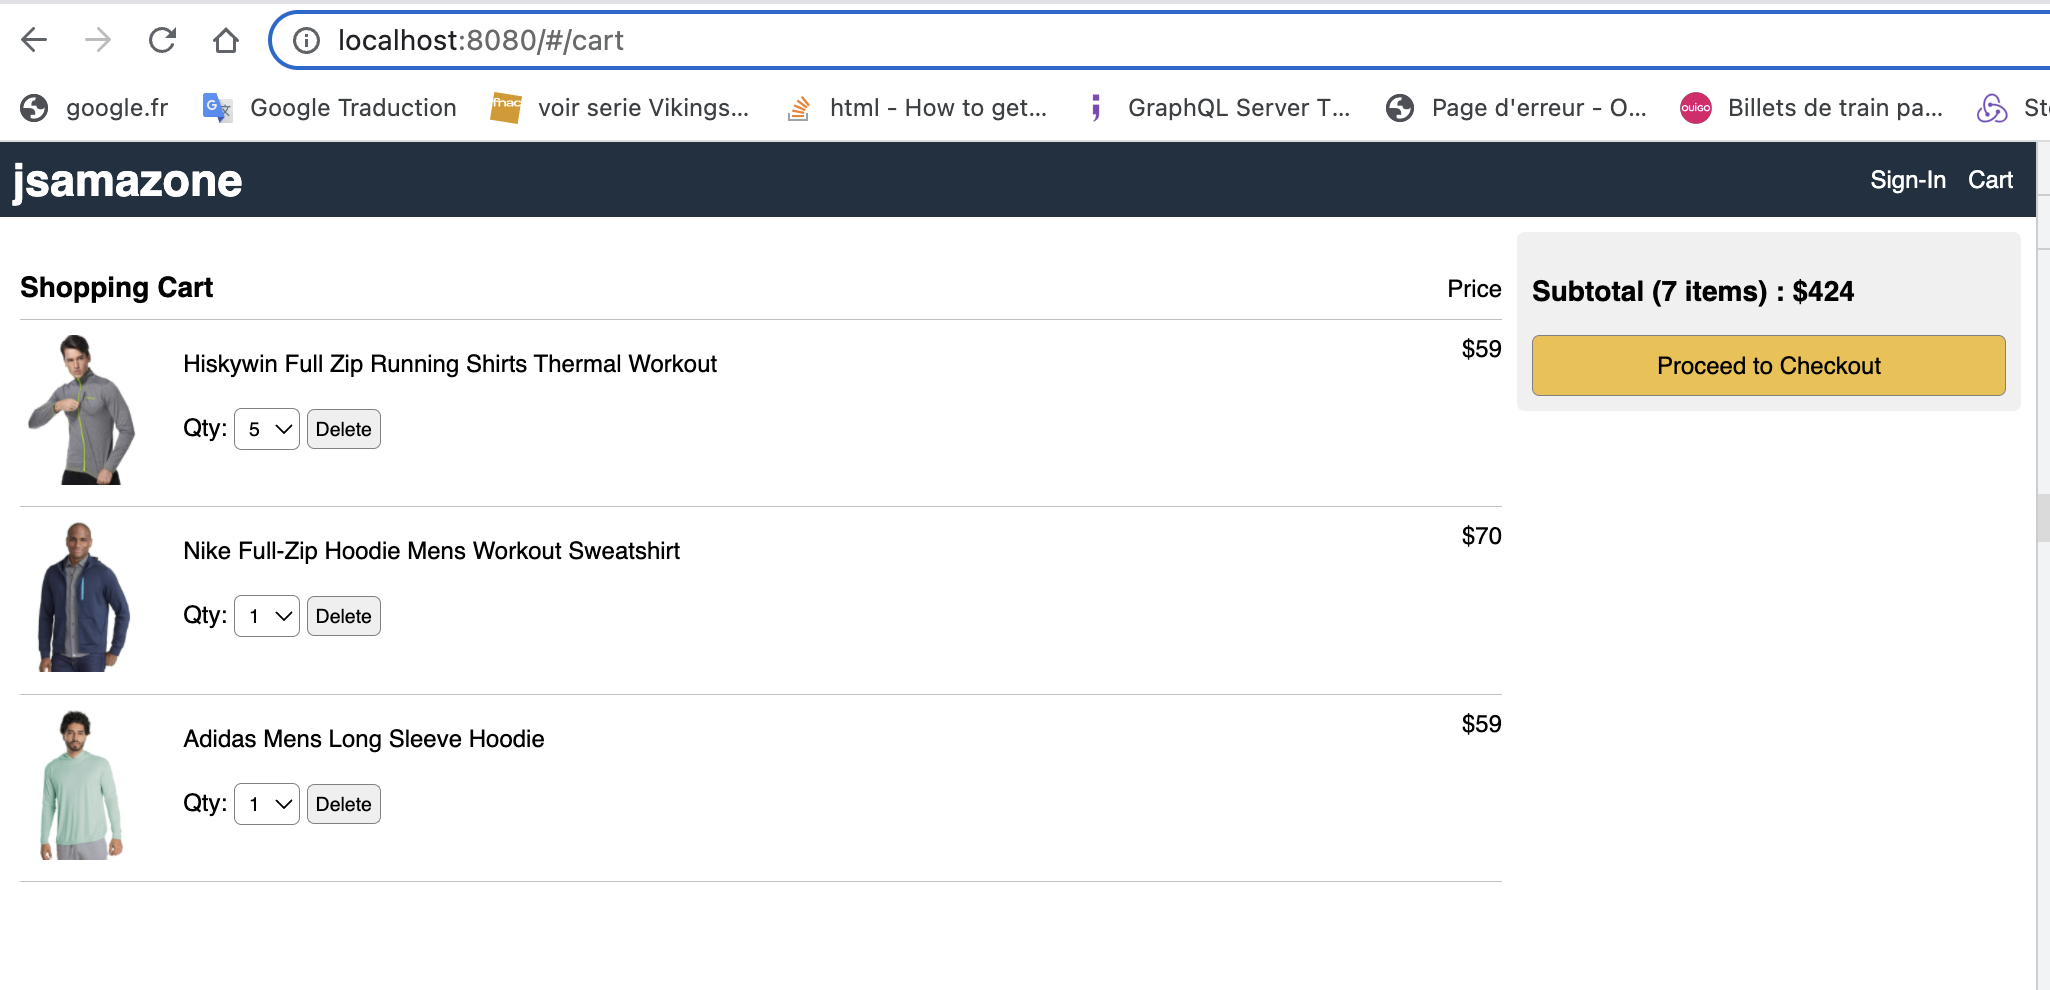 localhost:8080/#/cart
google.fr Google Traduction fnac voir serie Vikings... html - How to get... GraphQL Server T... Page d'erreur - O... OUIGO Billets de train pa... St
jsamazone Sign-In Cart
Shopping Cart Price
Subtotal (7 items) : $424
Proceed to Checkout
Hiskywin Full Zip Running Shirts Thermal Workout $59
Qty: 5 Delete
Nike Full-Zip Hoodie Mens Workout Sweatshirt $70
Qty: 1 Delete
Adidas Mens Long Sleeve Hoodie $59
Qty: 1 Delete